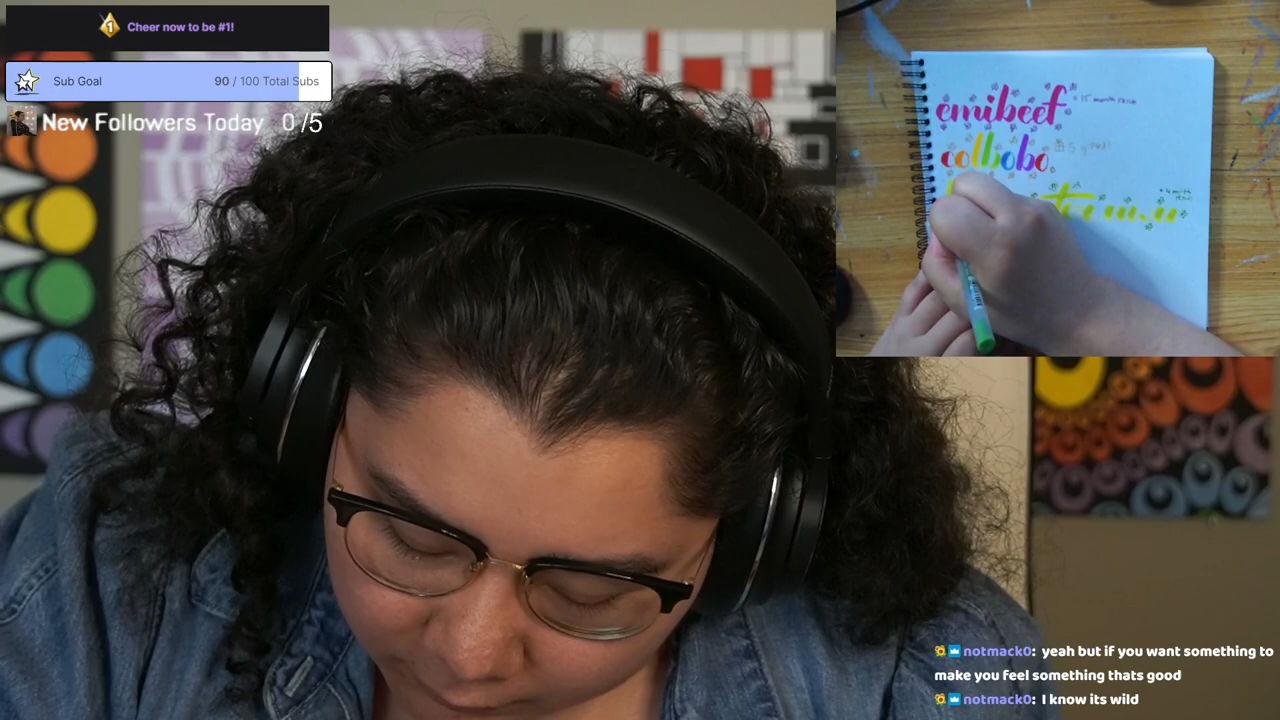 1
Cheer now to be #1!
Sub Goal 90 / 100 Total Subs
New Followers Today 0 /5
emibeef
colbobo
notmack0: yeah but if you want something to
make you feel something thats good
notmack0: I know its wild